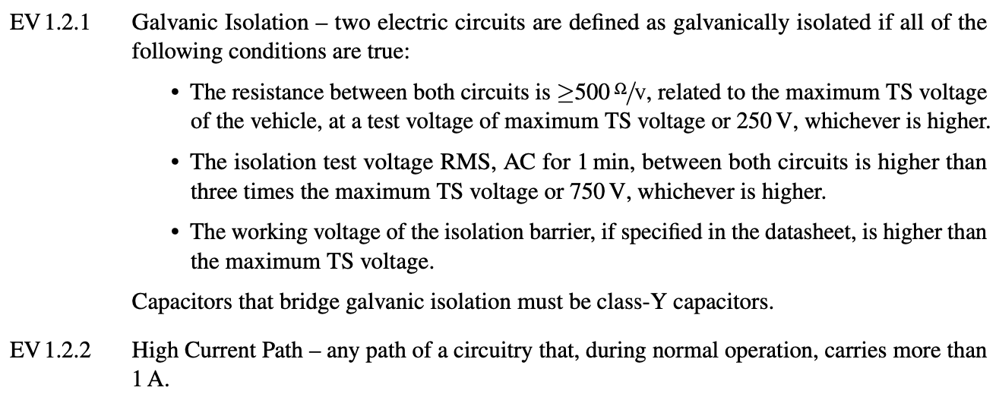 EV 1.2.1 Galvanic Isolation – two electric circuits are defined as galvanically isolated if all of the
following conditions are true:
• The resistance between both circuits is ≥500 Ω/v, related to the maximum TS voltage
of the vehicle, at a test voltage of maximum TS voltage or 250 V, whichever is higher.
• The isolation test voltage RMS, AC for 1 min, between both circuits is higher than
three times the maximum TS voltage or 750 V, whichever is higher.
• The working voltage of the isolation barrier, if specified in the datasheet, is higher than
the maximum TS voltage.
Capacitors that bridge galvanic isolation must be class-Y capacitors.
EV 1.2.2 High Current Path – any path of a circuitry that, during normal operation, carries more than
1 A.